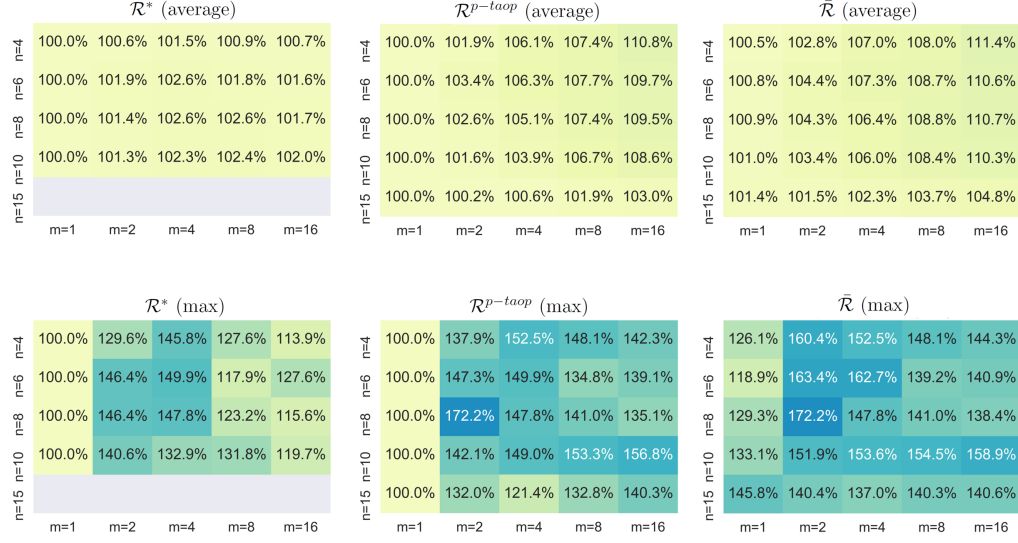 R* (average)
n=4 100.0% 100.6% 101.5% 100.9% 100.7%
n=6 100.0% 101.9% 102.6% 101.8% 101.6%
n=8 100.0% 101.4% 102.6% 102.6% 101.7%
n=10 100.0% 101.3% 102.3% 102.4% 102.0%
n=15
m=1 m=2 m=4 m=8 m=16
R^{p-taop} (average)
n=4 100.0% 101.9% 106.1% 107.4% 110.8%
n=6 100.0% 103.4% 106.3% 107.7% 109.7%
n=8 100.0% 102.6% 105.1% 107.4% 109.5%
n=10 100.0% 101.6% 103.9% 106.7% 108.6%
n=15 100.0% 100.2% 100.6% 101.9% 103.0%
m=1 m=2 m=4 m=8 m=16
R̄ (average)
n=4 100.5% 102.8% 107.0% 108.0% 111.4%
n=6 100.8% 104.4% 107.3% 108.7% 110.6%
n=8 100.9% 104.3% 106.4% 108.8% 110.7%
n=10 101.0% 103.4% 106.0% 108.4% 110.3%
n=15 101.4% 101.5% 102.3% 103.7% 104.8%
m=1 m=2 m=4 m=8 m=16
R* (max)
n=4 100.0% 129.6% 145.8% 127.6% 113.9%
n=6 100.0% 146.4% 149.9% 117.9% 127.6%
n=8 100.0% 146.4% 147.8% 123.2% 115.6%
n=10 100.0% 140.6% 132.9% 131.8% 119.7%
n=15
m=1 m=2 m=4 m=8 m=16
R^{p-taop} (max)
n=4 100.0% 137.9% 152.5% 148.1% 142.3%
n=6 100.0% 147.3% 149.9% 134.8% 139.1%
n=8 100.0% 172.2% 147.8% 141.0% 135.1%
n=10 100.0% 142.1% 149.0% 153.3% 156.8%
n=15 100.0% 132.0% 121.4% 132.8% 140.3%
m=1 m=2 m=4 m=8 m=16
R̄ (max)
n=4 126.1% 160.4% 152.5% 148.1% 144.3%
n=6 118.9% 163.4% 162.7% 139.2% 140.9%
n=8 129.3% 172.2% 147.8% 141.0% 138.4%
n=10 133.1% 151.9% 153.6% 154.5% 158.9%
n=15 145.8% 140.4% 137.0% 140.3% 140.6%
m=1 m=2 m=4 m=8 m=16